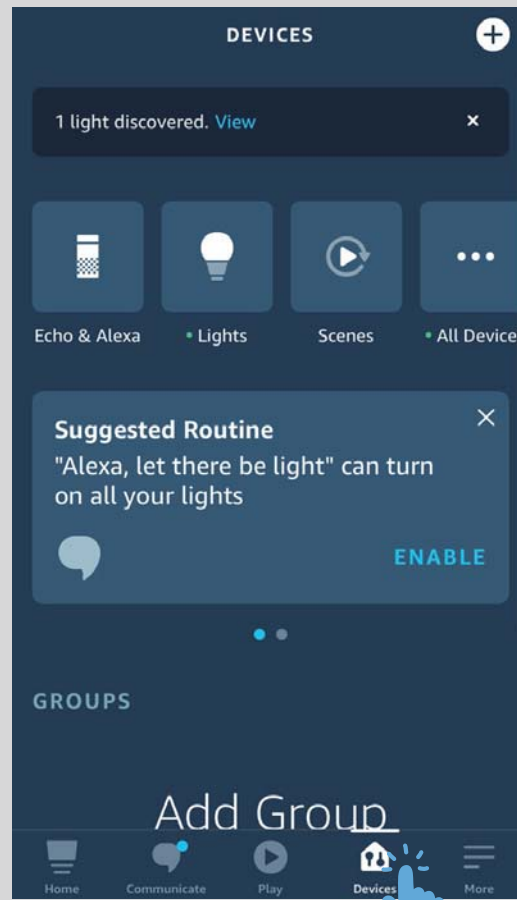 DEVICES
1 light discovered. View
Echo & Alexa
Lights
Scenes
All Device
Suggested Routine
"Alexa, let there be light" can turn
on all your lights
ENABLE
GROUPS
Add Group
Home
Communicate
Play
Devices
More